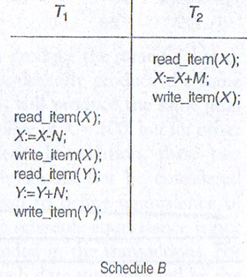 T1 T2
read_item(X);
X:=X+M;
write_item(X);
read_item(X);
X:=X-N;
write_item(X);
read_item(Y);
Y:=Y+N;
write_item(Y);
Schedule B